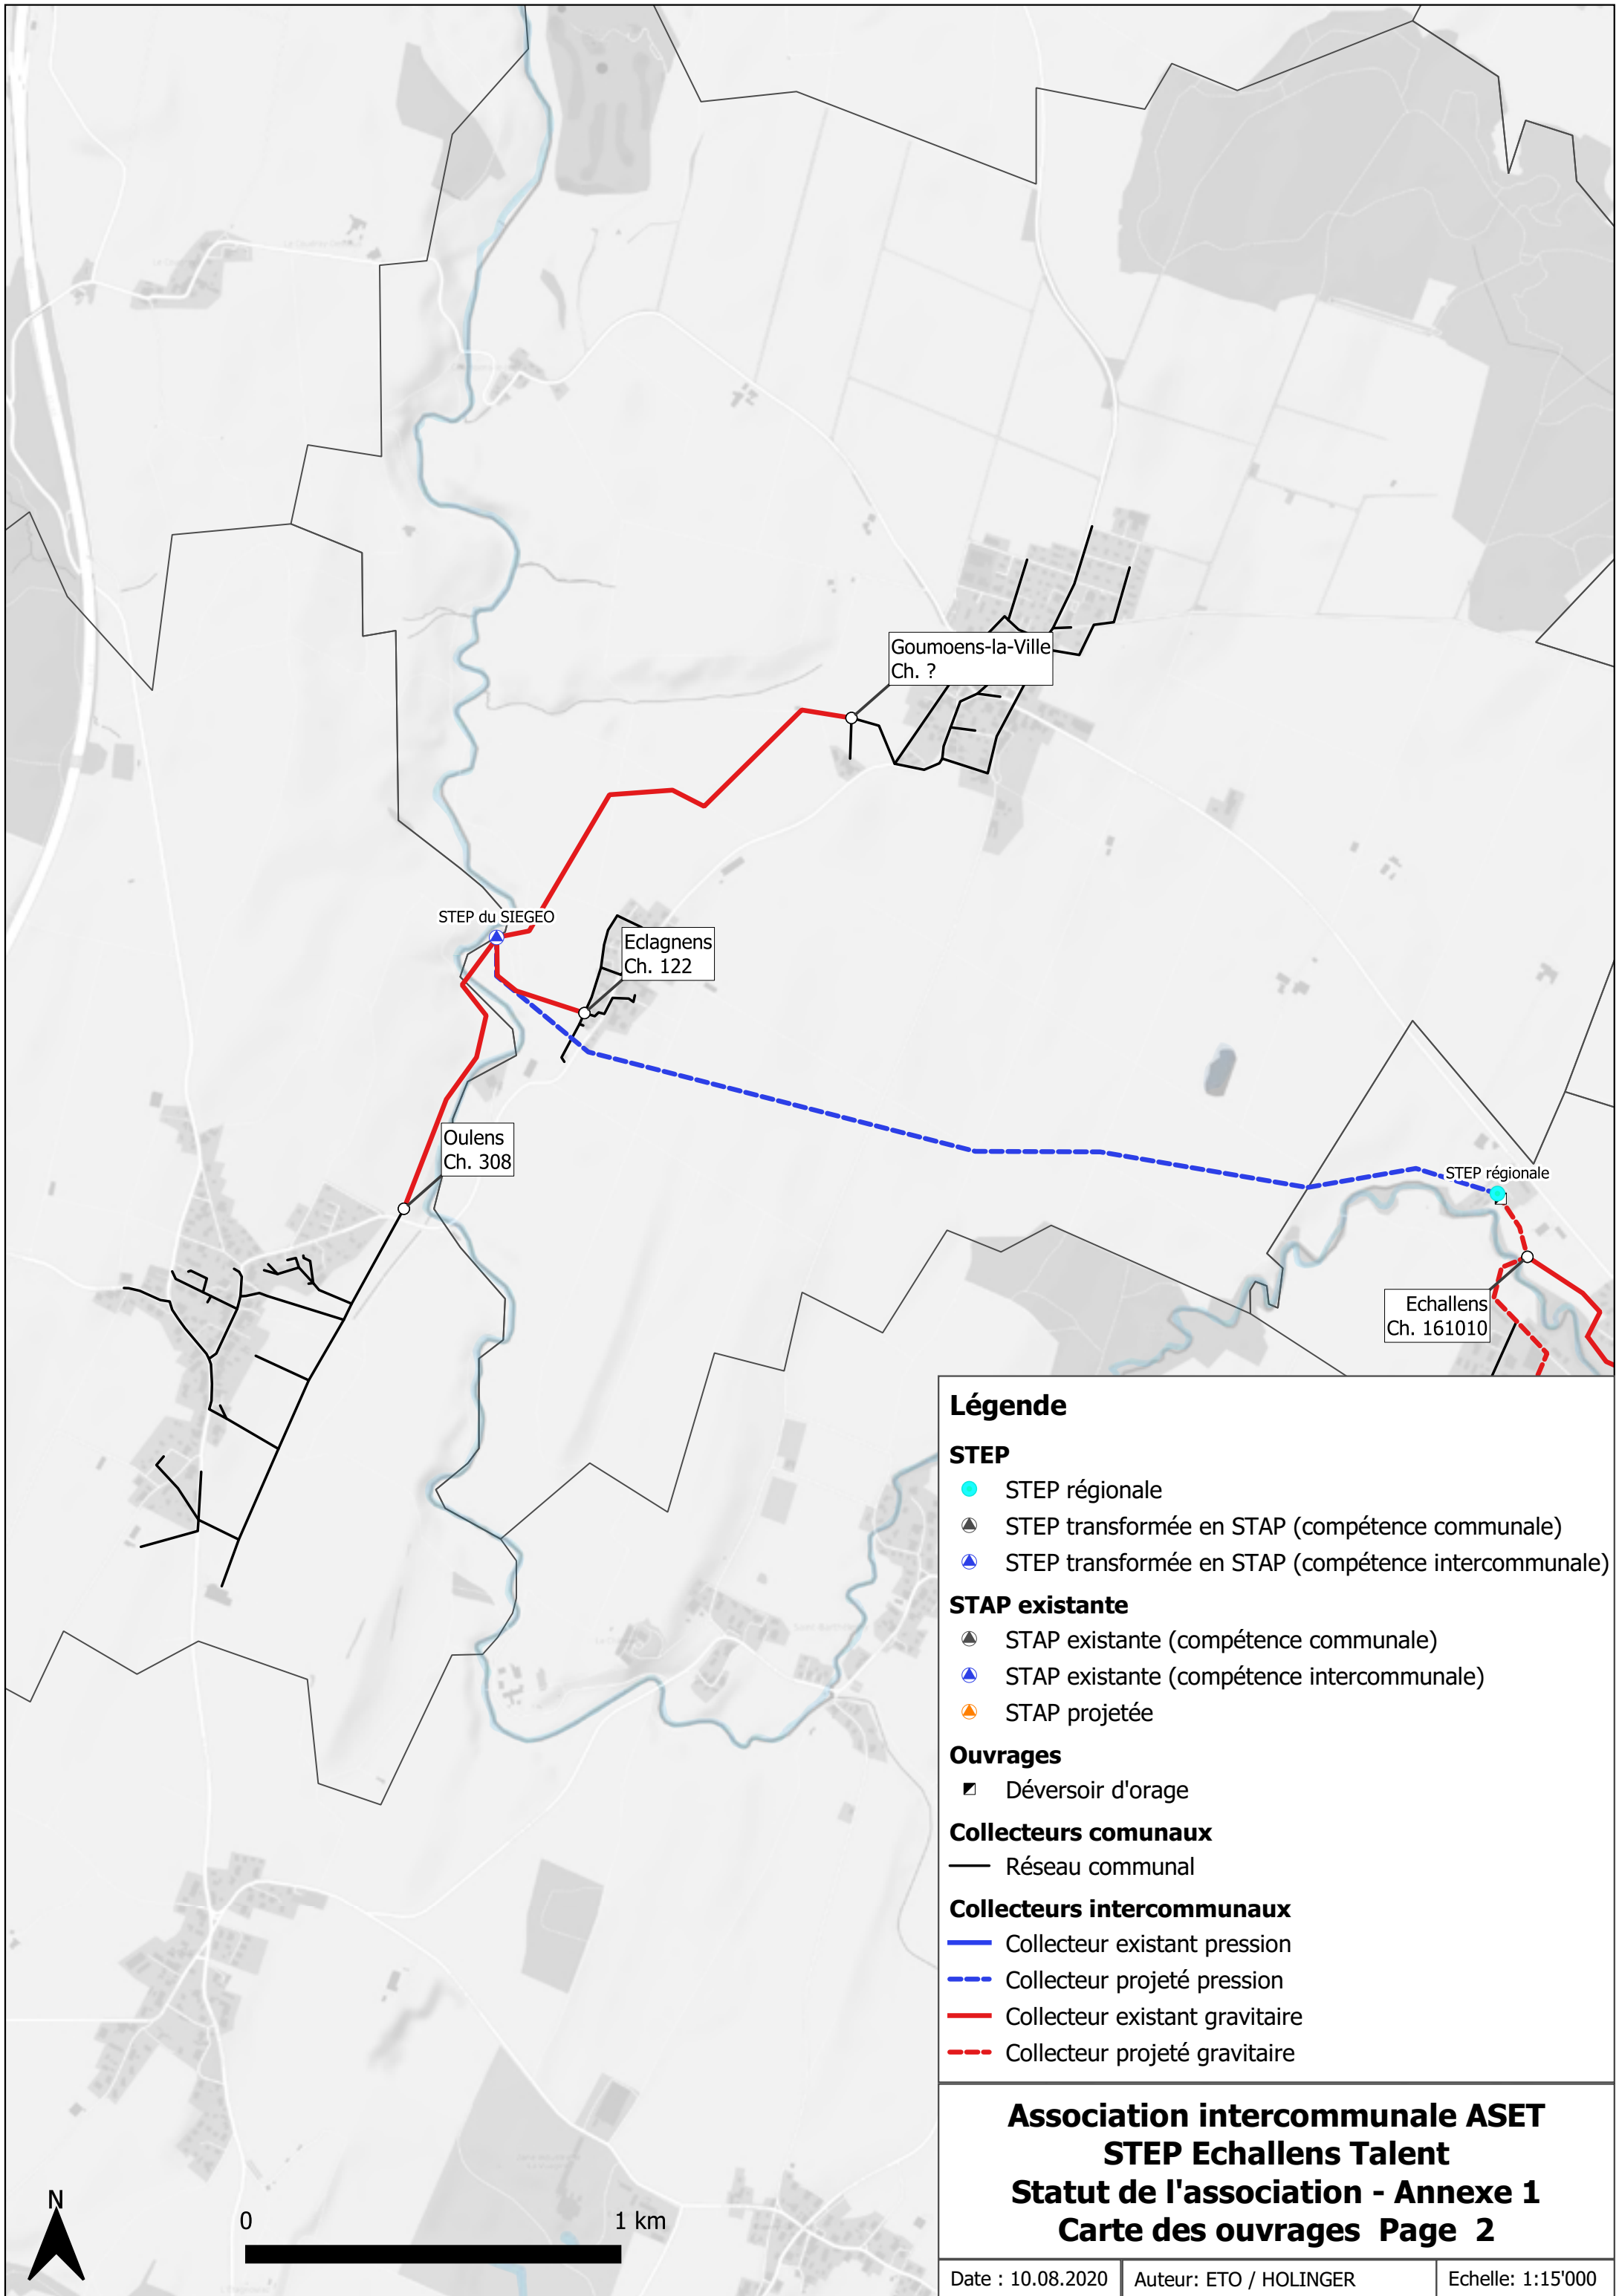 Goumoens-la-Ville
Ch. ?
STEP du SIEGEO
Eclagnens
Ch. 122
Oulens
Ch. 308
STEP régionale
Echallens
Ch. 161010
Légende
STEP
STEP régionale
STEP transformée en STAP (compétence communale)
STEP transformée en STAP (compétence intercommunale)
STAP existante
STAP existante (compétence communale)
STAP existante (compétence intercommunale)
STAP projetée
Ouvrages
Déversoir d'orage
Collecteurs comunaux
Réseau communal
Collecteurs intercommunaux
Collecteur existant pression
Collecteur projeté pression
Collecteur existant gravitaire
Collecteur projeté gravitaire
Association intercommunale ASET
STEP Echallens Talent
Statut de l'association - Annexe 1
Carte des ouvrages Page 2
Date : 10.08.2020
Auteur: ETO / HOLINGER
Echelle: 1:15'000
N
0
1 km